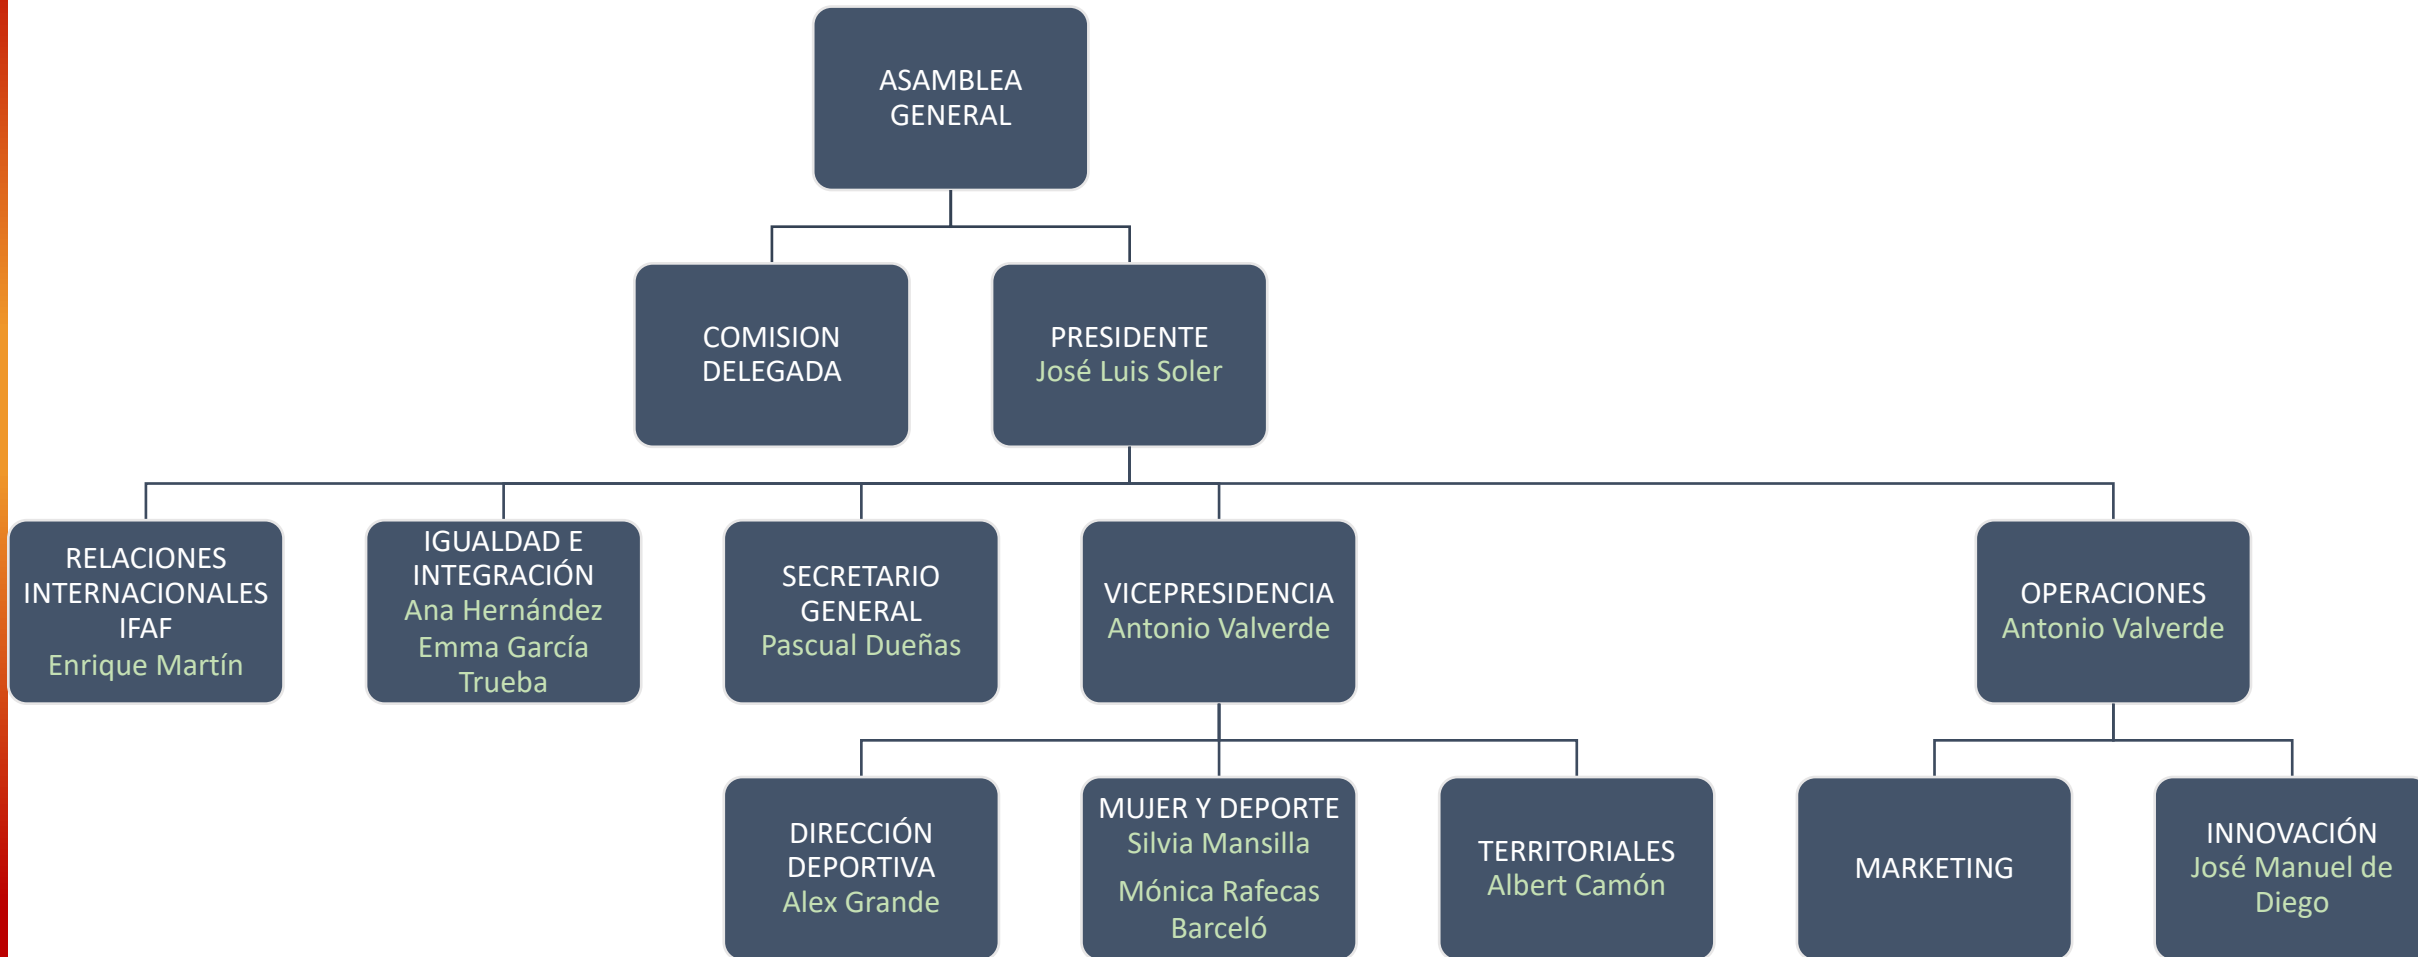 ASAMBLEA
GENERAL
COMISION
DELEGADA
PRESIDENTE
José Luis Soler
RELACIONES
INTERNACIONALES
IFAF
Enrique Martín
IGUALDAD E
INTEGRACIÓN
Ana Hernández
Emma García
Trueba
SECRETARIO
GENERAL
Pascual Dueñas
VICEPRESIDENCIA
Antonio Valverde
OPERACIONES
Antonio Valverde
DIRECCIÓN
DEPORTIVA
Alex Grande
MUJER Y DEPORTE
Silvia Mansilla
Mónica Rafecas
Barceló
TERRITORIALES
Albert Camón
MARKETING
INNOVACIÓN
José Manuel de
Diego